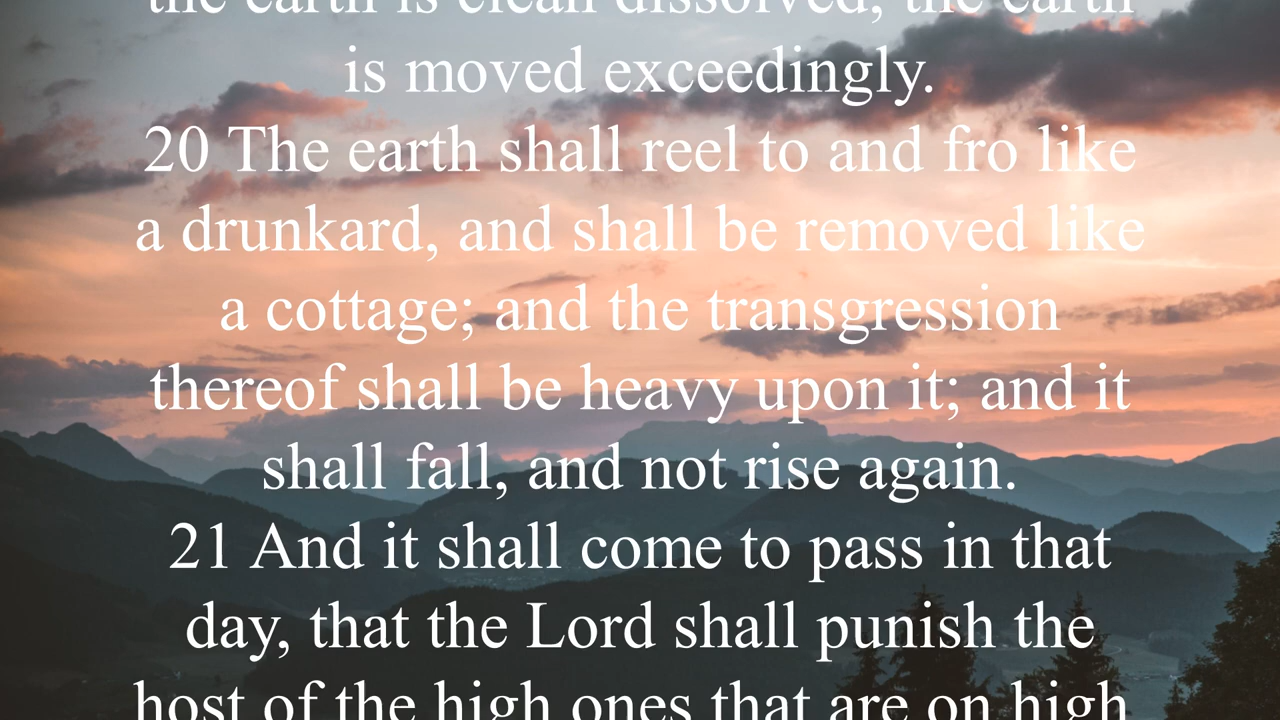 the earth is clean dissolved, the earth
is moved exceedingly.
20 The earth shall reel to and fro like
a drunkard, and shall be removed like
a cottage; and the transgression
thereof shall be heavy upon it; and it
shall fall, and not rise again.
21 And it shall come to pass in that
day, that the Lord shall punish the
host of the high ones that are on high